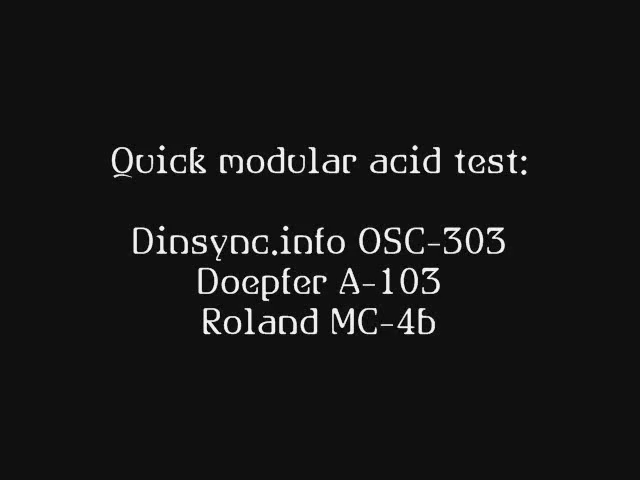 Quick modular acid test:
Dinsync.info OSC-303
Doepfer A-103
Roland MC-4b